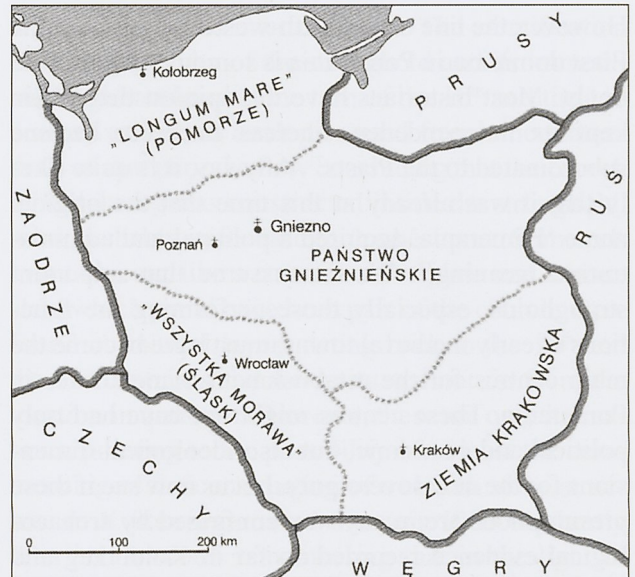 Kołobrzeg
PRUSY
"LONGUM MARE"
(POMORZE)
ZAODRZE
Gniezno
Poznań
PAŃSTWO
GNIEŹNIEŃSKIE
RUŚ
WSZYSTKA MORAWA
(ŚLĄSK)
Wrocław
ZIEMIA KRAKOWSKA
Kraków
CZECHY
WĘGRY
0 100 200 km